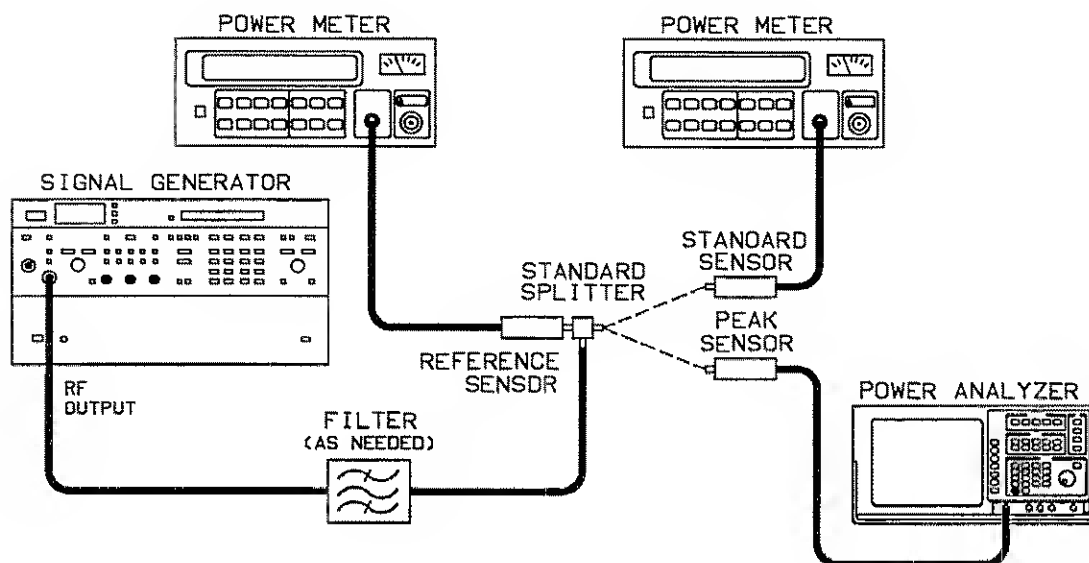 POWER METER
POWER METER
SIGNAL GENERATOR
STANOARD
SENSOR
STANDARD
SPLITTER
PEAK
SENSOR
REFERENCE
SENSDR
RF
OUTPUT
POWER ANALYZER
FILTER
(AS NEEDED)